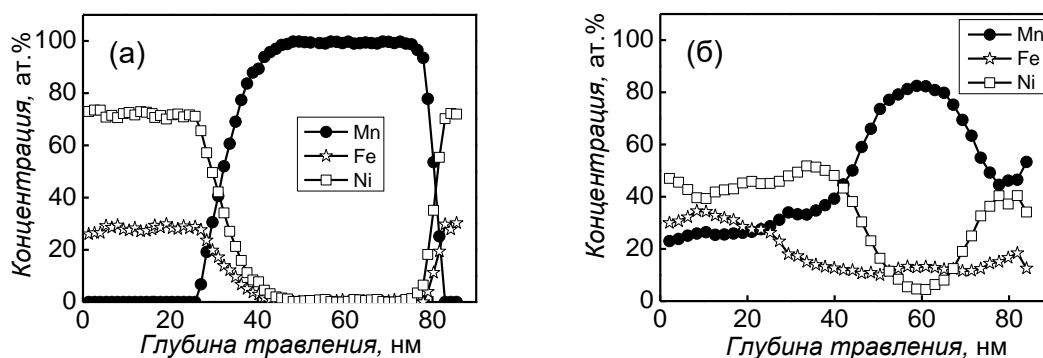 (а)
Концентрация, ат.%
100
80
60
40
20
0
Mn
Fe
Ni
0 20 40 60 80
Глубина травления, нм
(б)
Концентрация, ат.%
100
80
60
40
20
0
Mn
Fe
Ni
0 20 40 60 80
Глубина травления, нм